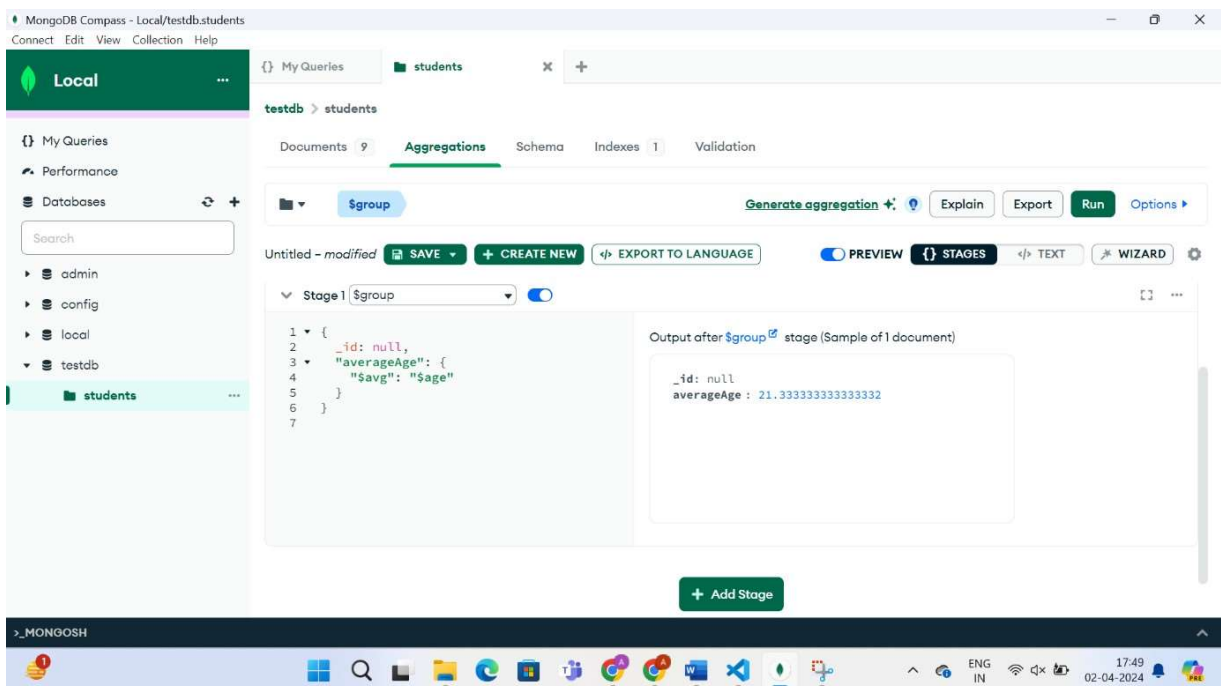 MongoDB Compass - Local/testdb.students
Connect Edit View Collection Help
Local
{} My Queries
students
testdb > students
{} My Queries
Performance
Databases
Search
admin
config
local
testdb
students
Documents 9 Aggregations Schema Indexes 1 Validation
$group
Generate aggregation Explain Export Run Options
Untitled – modified SAVE + CREATE NEW </> EXPORT TO LANGUAGE PREVIEW {} STAGES </> TEXT WIZARD
Stage 1 $group
1 {
2 _id: null,
3 "averageAge": {
4 "$avg": "$age"
5 }
6 }
7
Output after $group stage (Sample of 1 document)
_id: null
averageAge : 21.333333333333332
+ Add Stage
>_MONGOSH
1
ENG
IN
17:49
02-04-2024
PRE